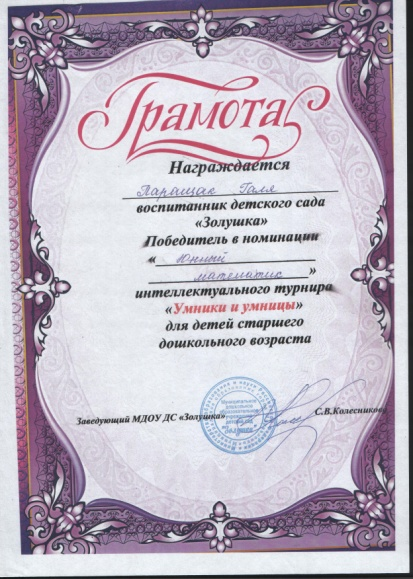 Грамота
Награждается
Паращак Галя
воспитанник детского сада
«Золушка»
Победитель в номинации
« Юный
математик »
интеллектуального турнира
«Умники и умницы»
для детей старшего
дошкольного возраста
Заведующий МДОУ ДС «Золушка» С.В.Колесникова